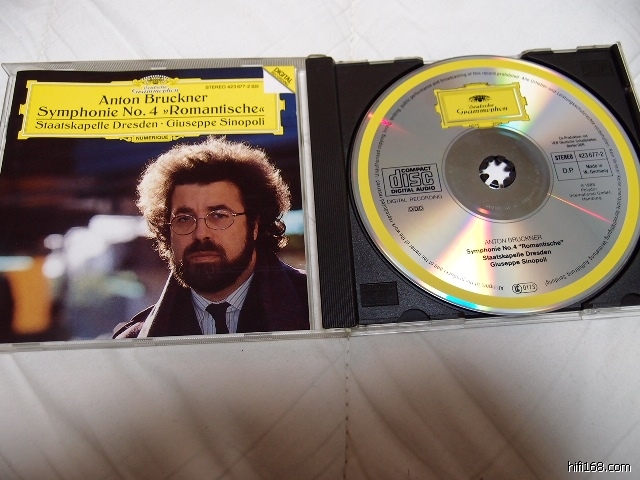 Deutsche
Grammophon
STEREO 423 677-2
DIGITAL
Anton Bruckner
Symphonie No. 4 »Romantische«
Staatskapelle Dresden · Giuseppe Sinopoli
NUMERIQUE
Deutsche
Grammophon
COMPACT
disc
DIGITAL AUDIO
DIGITAL RECORDING
DDD
STEREO 423 677-2
D.P.
Made in
W. Germany
ANTON BRUCKNER
Symphonie No. 4 "Romantische"
Staatskapelle Dresden
Giuseppe Sinopoli
hifi168.com